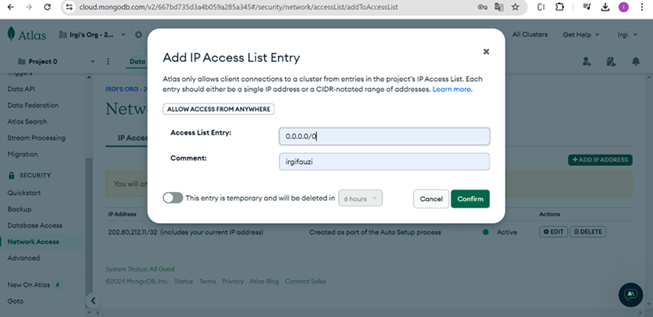 cloud.mongodb.com/v2/667bd735d3a4b059a285a345#/security/network/accessList/addToAccessList
Atlas
Irgi's Org - 2...
All Clusters
Get Help
Irgi
Project 0
Data
Triggers
Data API
Data Federation
Atlas Search
Stream Processing
Migration
SECURITY
Quickstart
Backup
Database Access
Network Access
Advanced
New On Atlas
Goto
IRGI'S ORG - 2
Netw
IP Access
You will on
+ ADD IP ADDRESS
Add IP Access List Entry
Atlas only allows client connections to a cluster from entries in the project's IP Access List. Each
entry should either be a single IP address or a CIDR-notated range of addresses. Learn more.
ALLOW ACCESS FROM ANYWHERE
Access List Entry:
0.0.0.0/0
Comment:
irgifauzi
This entry is temporary and will be deleted in
6 hours
Cancel
Confirm
IP Address
Actions
202.80.212.11/32 (includes your current IP address)
Created as part of the Auto Setup process
Active
EDIT
DELETE
System Status: All Good
©2024 MongoDB, Inc.
Status
Terms
Privacy
Atlas Blog
Contact Sales